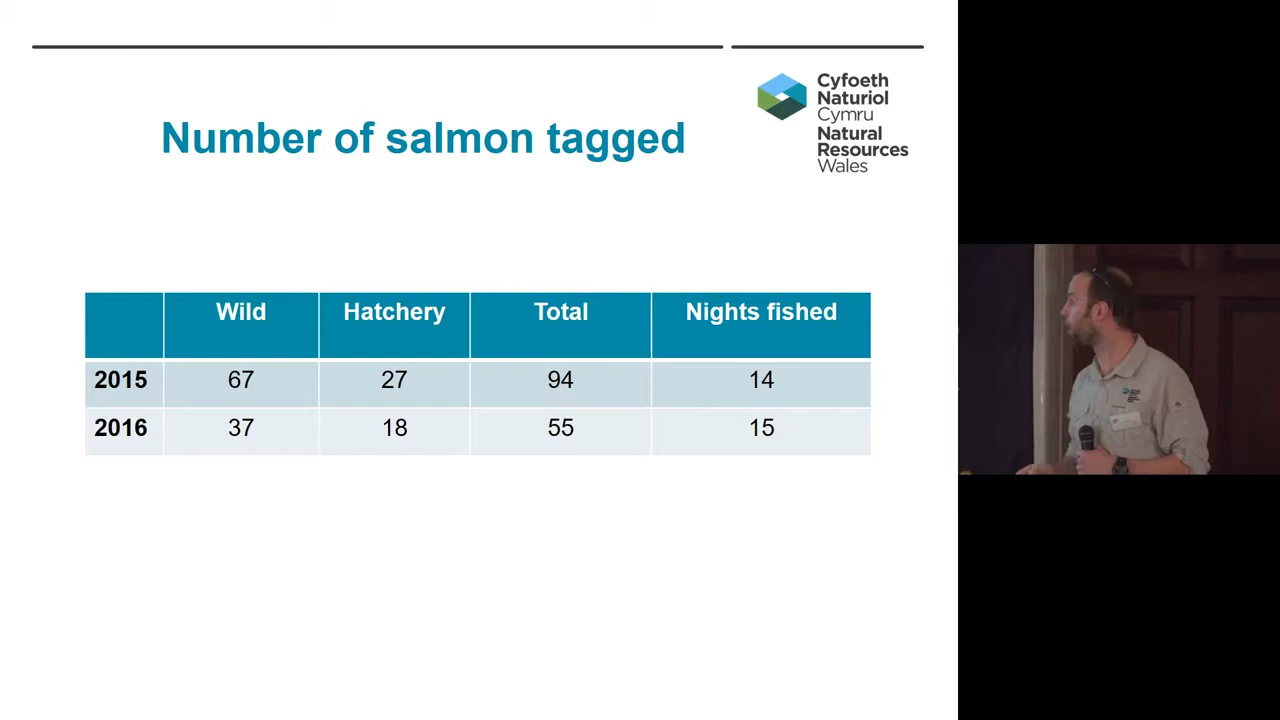 Cyfoeth
Naturiol
Cymru
Natural
Resources
Wales
Number of salmon tagged
Wild Hatchery Total Nights fished
2015 67 27 94 14
2016 37 18 55 15